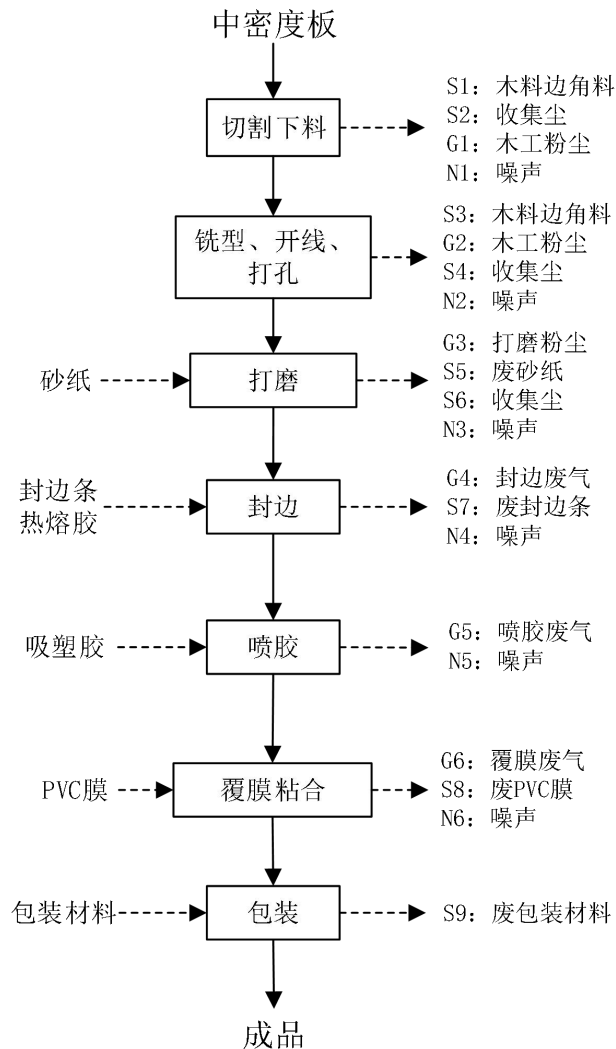 中密度板
切割下料
S1：木料边角料
S2：收集尘
G1：木工粉尘
N1：噪声
铣型、开线、
打孔
S3：木料边角料
G2：木工粉尘
S4：收集尘
N2：噪声
砂纸
打磨
G3：打磨粉尘
S5：废砂纸
S6：收集尘
N3：噪声
封边条
热熔胶
封边
G4：封边废气
S7：废封边条
N4：噪声
吸塑胶
喷胶
G5：喷胶废气
N5：噪声
PVC膜
覆膜粘合
G6：覆膜废气
S8：废PVC膜
N6：噪声
包装材料
包装
S9：废包装材料
成品